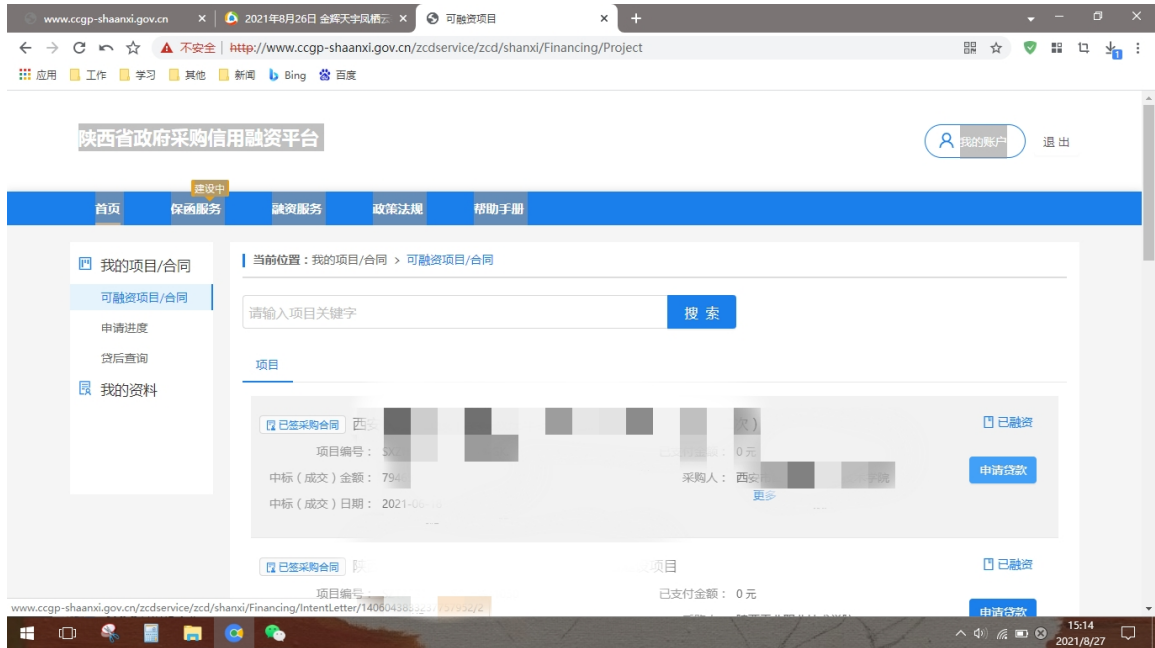 www.ccgp-shaanxi.gov.cn
2021年8月26日 金辉天宇凤栖云
可融资项目
不安全 http://www.ccgp-shaanxi.gov.cn/zcdservice/zcd/shanxi/Financing/Project
应用 工作 学习 其他 新闻 Bing 百度
陕西省政府采购信用融资平台
我的账户 退出
建设中
首页 保函服务 融资服务 政策法规 帮助手册
我的项目/合同
当前位置：我的项目/合同 > 可融资项目/合同
可融资项目/合同
请输入项目关键字 搜索
申请进度
贷后查询
项目
我的资料
已签采购合同 西安 已融资
项目编号： 0元
中标（成交）金额： 794 采购人： 西安 学院
申请贷款
更多
中标（成交）日期： 2021-
已签采购合同 项目 已融资
项目编号 已支付金额： 0元
申请贷款
www.ccgp-shaanxi.gov.cn/zcdservice/zcd/shanxi/Financing/IntentLetter/
15:14
2021/8/27